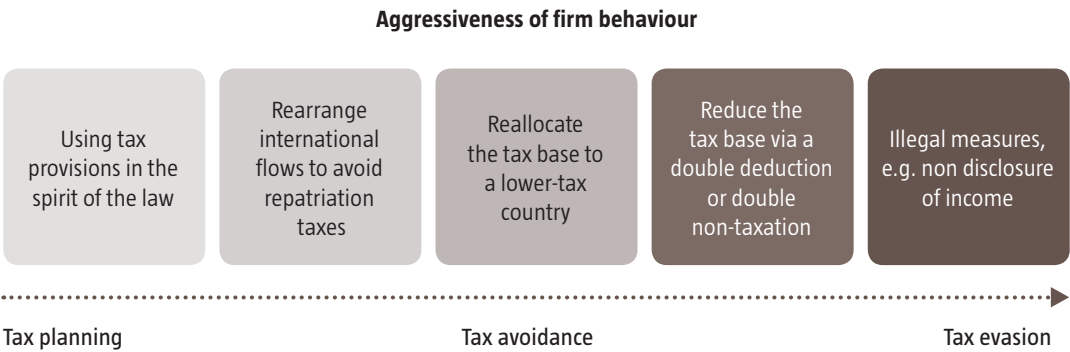 Aggressiveness of firm behaviour
Using tax
provisions in the
spirit of the law
Rearrange
international
flows to avoid
repatriation
taxes
Reallocate
the tax base to
a lower-tax
country
Reduce the
tax base via a
double deduction
or double
non-taxation
Illegal measures,
e.g. non disclosure
of income
Tax planning
Tax avoidance
Tax evasion